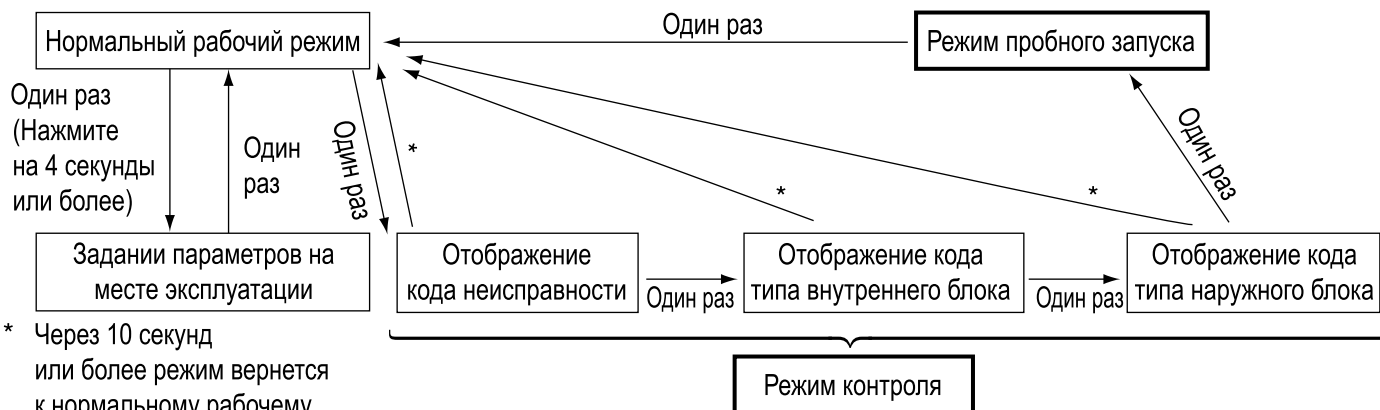 Нормальный рабочий режим
Один раз
Режим пробного запуска
Один раз
(Нажмите
на 4 секунды
или более)
Один
раз
Один раз
*
*
*
Один раз
Задании параметров на
месте эксплуатации
Отображение
кода неисправности
Один раз
Отображение кода
типа внутреннего блока
Один раз
Отображение кода
типа наружного блока
* Через 10 секунд
или более режим вернется
к нормальному рабочему
Режим контроля